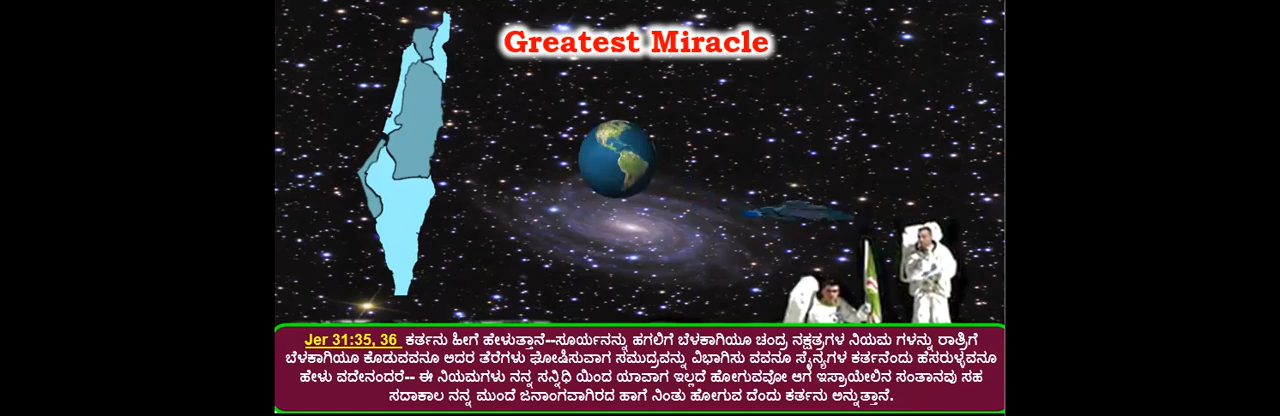 Greatest Miracle
Jer 31:35, 36 ಕರ್ತನು ಹೀಗೆ ಹೇಳುತ್ತಾನೆ--ಸೂರ್ಯನನ್ನು ಹಗಲಿಗೆ ಬೆಳಕಾಗಿಯೂ ಚಂದ್ರ ನಕ್ಷತ್ರಗಳ ನಿಯಮ ಗಳನ್ನು ರಾತ್ರಿಗೆ
ಬೆಳಕಾಗಿಯೂ ಕೊಡುವವನೂ ಅದರ ತೆರೆಗಳು ಘೋಷಿಸುವಾಗ ಸಮುದ್ರವನ್ನು ವಿಭಾಗಿಸು ವವನೂ ಸೈನ್ಯಗಳ ಕರ್ತನೆಂದು ಹೆಸರುಳ್ಳವನೂ
ಹೇಳು ವದೇನಂದರೆ-- ಈ ನಿಯಮಗಳು ನನ್ನ ಸನ್ನಿಧಿ ಯಿಂದ ಯಾವಾಗ ಇಲ್ಲದೆ ಹೋಗುವವೋ ಆಗ ಇಸ್ರಾಯೇಲಿನ ಸಂತಾನವು ಸಹ
ಸದಾಕಾಲ ನನ್ನ ಮುಂದೆ ಜನಾಂಗವಾಗಿರದ ಹಾಗೆ ನಿಂತು ಹೋಗುವ ದೆಂದು ಕರ್ತನು ಅನ್ನುತ್ತಾನೆ.